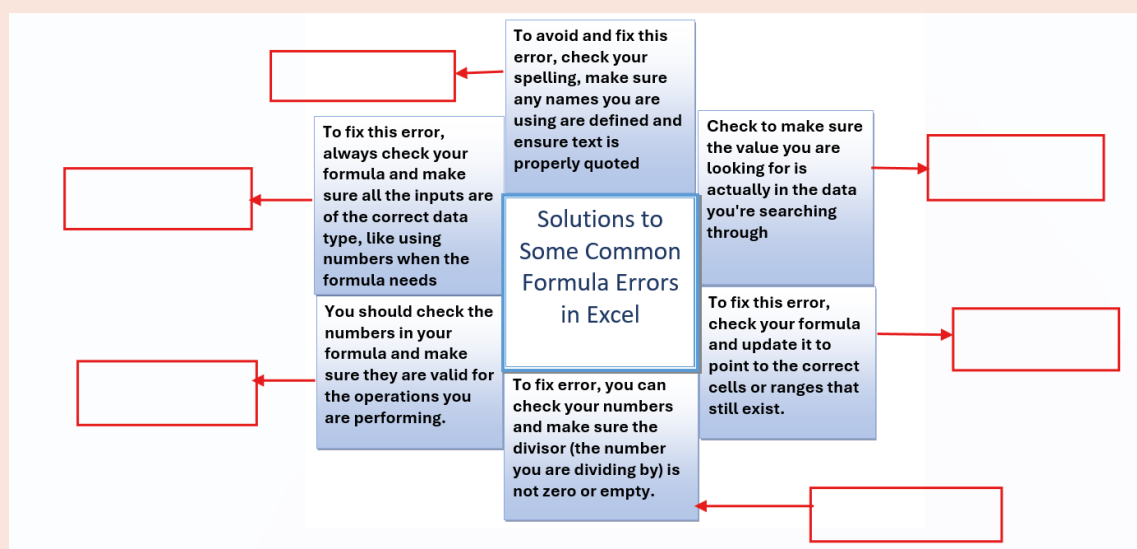 To avoid and fix this
error, check your
spelling, make sure
any names you are
using are defined and
ensure text is
properly quoted
To fix this error,
always check your
formula and make
sure all the inputs are
of the correct data
type, like using
numbers when the
formula needs
Check to make sure
the value you are
looking for is
actually in the data
you're searching
through
Solutions to
Some Common
Formula Errors
in Excel
You should check the
numbers in your
formula and make
sure they are valid for
the operations you
are performing.
To fix this error,
check your formula
and update it to
point to the correct
cells or ranges that
still exist.
To fix error, you can
check your numbers
and make sure the
divisor (the number
you are dividing by) is
not zero or empty.